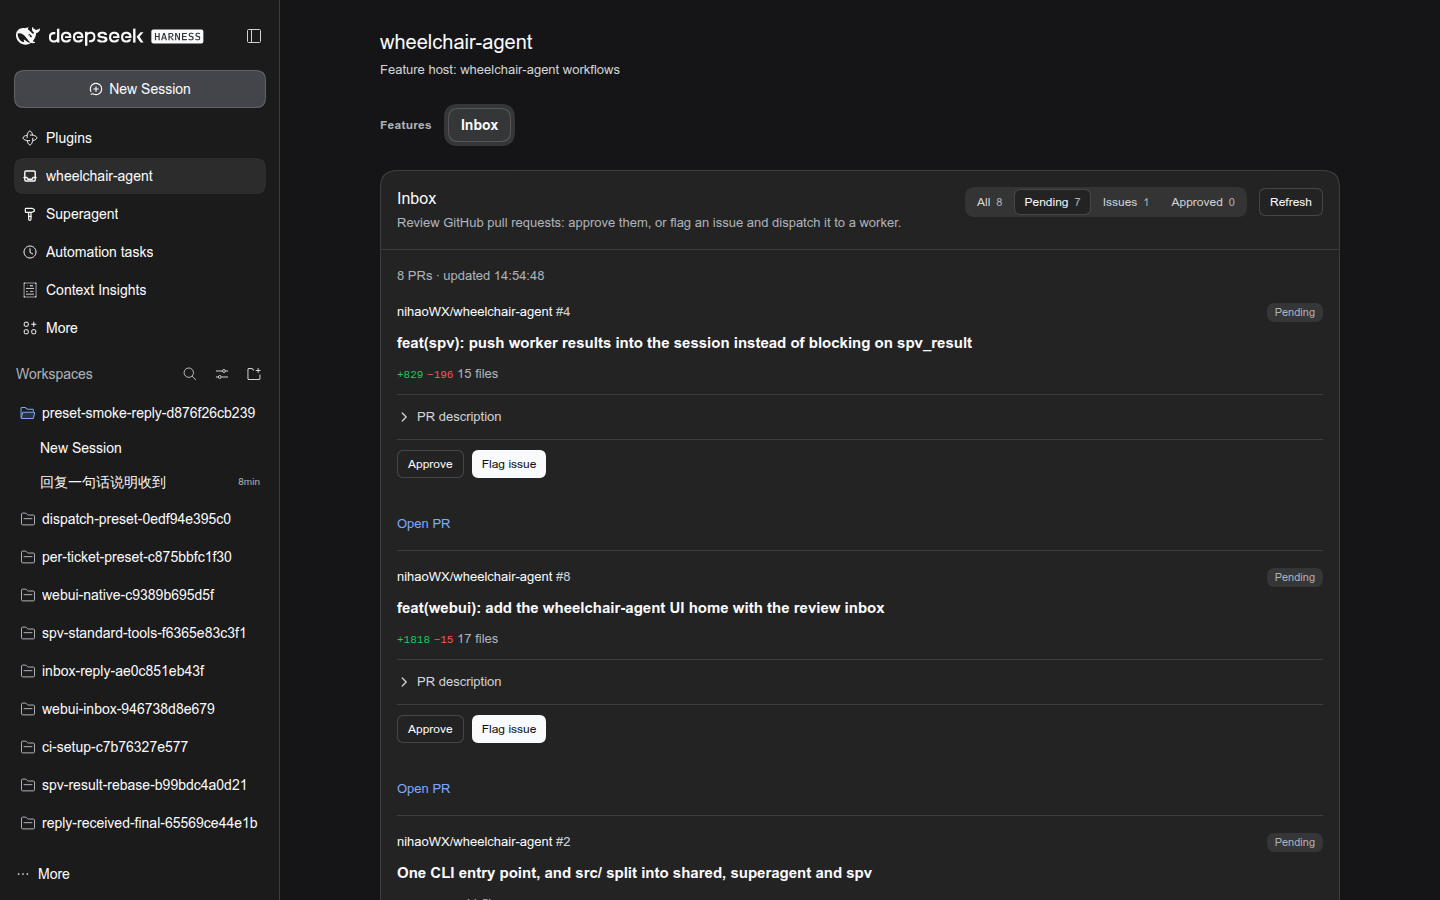 deepseek HARNESS
New Session
Plugins
wheelchair-agent
Superagent
Automation tasks
Context Insights
More
Workspaces
preset-smoke-reply-d876f26cb239
New Session
回复一句话说明收到 8min
dispatch-preset-0edf94e395c0
per-ticket-preset-c875bbfc1f30
webui-native-c9389b695d5f
spv-standard-tools-f6365e83c3f1
inbox-reply-ae0c851eb43f
webui-inbox-946738d8e679
ci-setup-c7b76327e577
spv-result-rebase-b99bdc4a0d21
reply-received-final-65569ce44e1b
··· More
wheelchair-agent
Feature host: wheelchair-agent workflows
Features Inbox
Inbox
All 8 Pending 7 Issues 1 Approved 0 Refresh
Review GitHub pull requests: approve them, or flag an issue and dispatch it to a worker.
8 PRs · updated 14:54:48
nihaoWX/wheelchair-agent #4 Pending
feat(spv): push worker results into the session instead of blocking on spv_result
+829 −196 15 files
PR description
Approve Flag issue
Open PR
nihaoWX/wheelchair-agent #8 Pending
feat(webui): add the wheelchair-agent UI home with the review inbox
+1818 −15 17 files
PR description
Approve Flag issue
Open PR
nihaoWX/wheelchair-agent #2 Pending
One CLI entry point, and src/ split into shared, superagent and spv